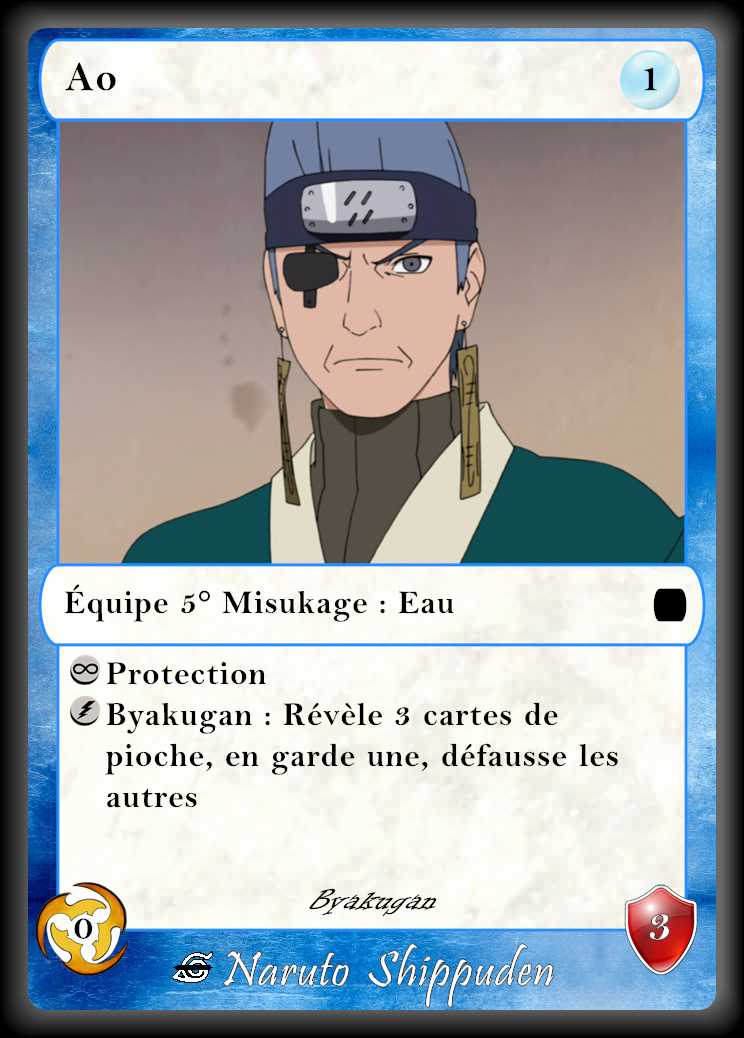 Ao
1
Équipe 5° Misukage : Eau
Protection
Byakugan : Révèle 3 cartes de
pioche, en garde une, défausse les
autres
Byakugan
0
3
Naruto Shippuden